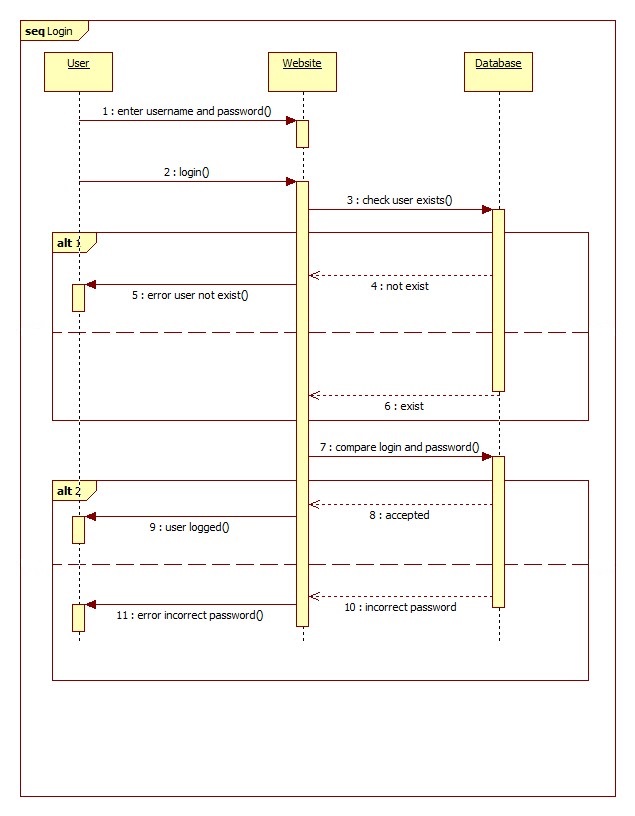 seq Login
User
Website
Database
1 : enter username and password()
2 : login()
3 : check user exists()
alt 1
4 : not exist
5 : error user not exist()
6 : exist
7 : compare login and password()
alt 2
8 : accepted
9 : user logged()
10 : incorrect password
11 : error incorrect password()